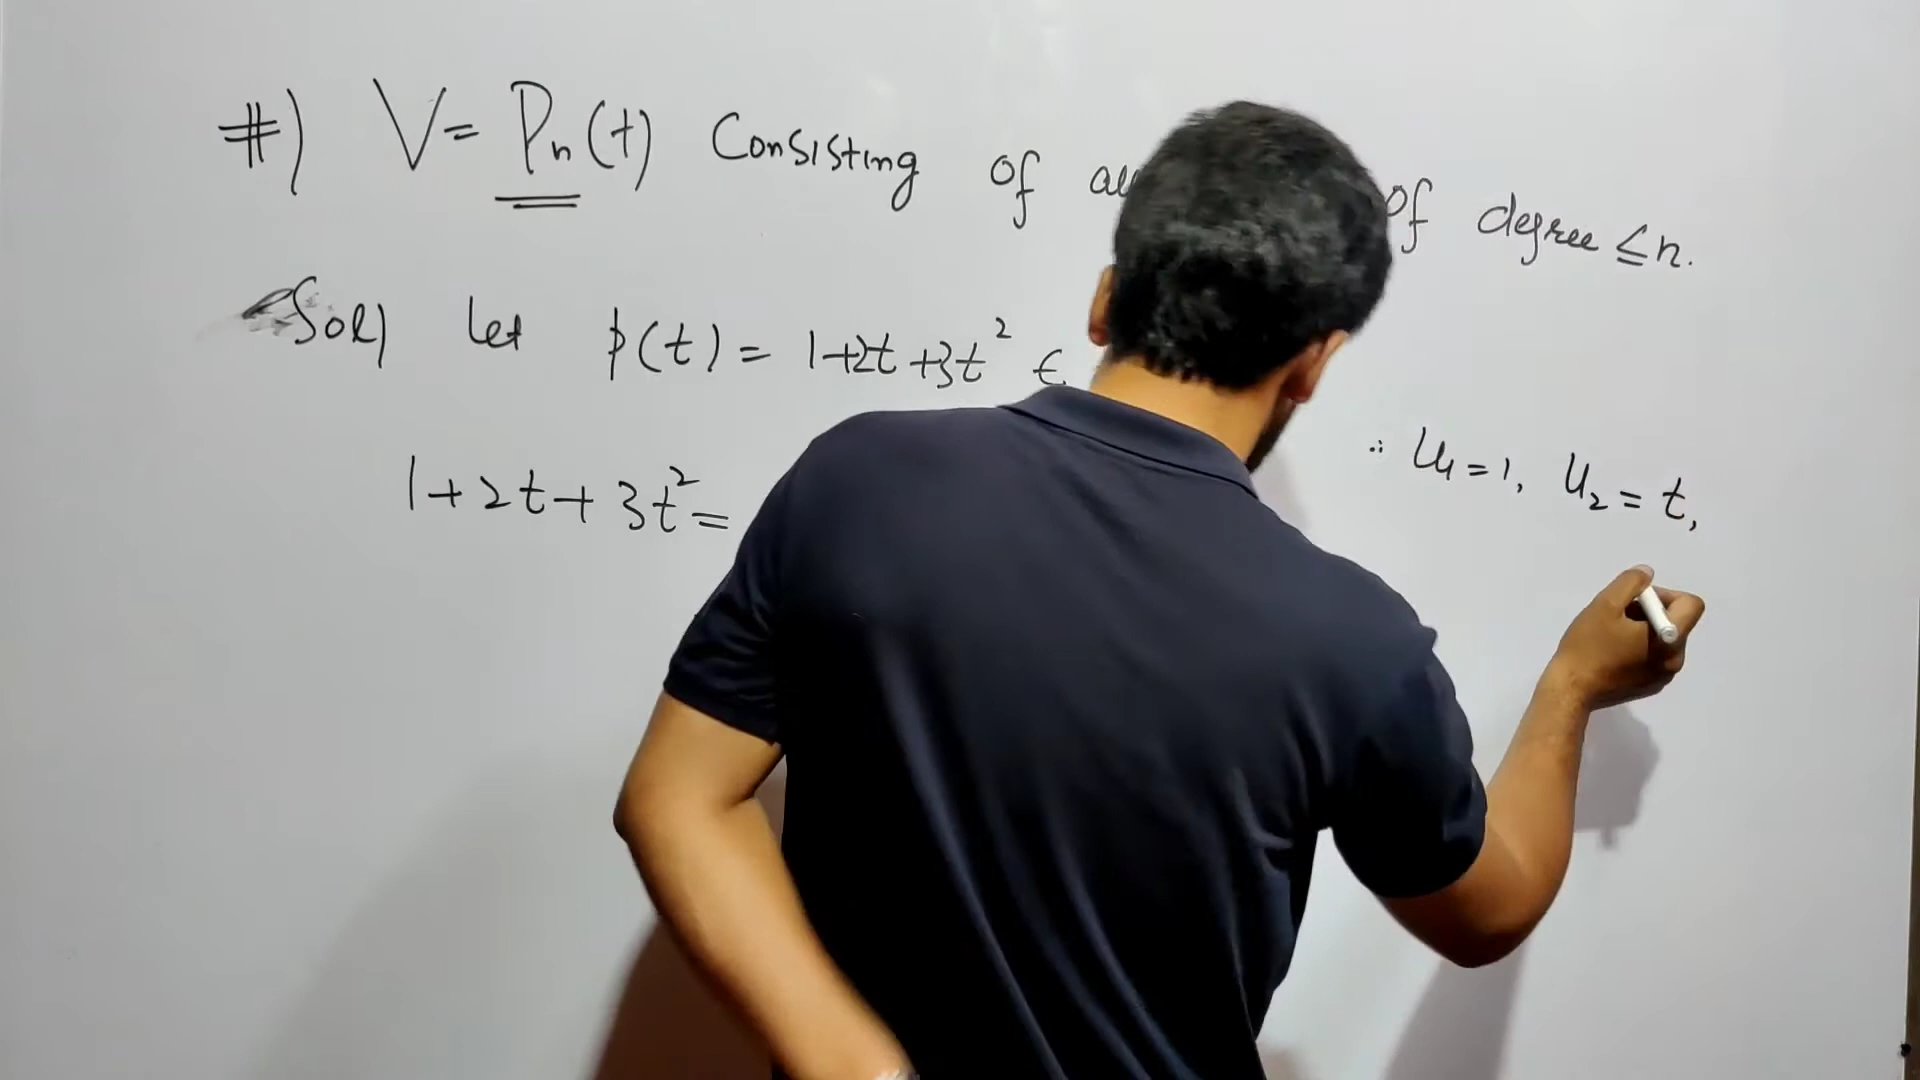 #) V = Pn(t) Consisting of of degree ≤ n.
Sol) let p(t) = 1+2t+3t² ∈
1+2t+3t² =
∴ u₁ = 1, u₂ = t,